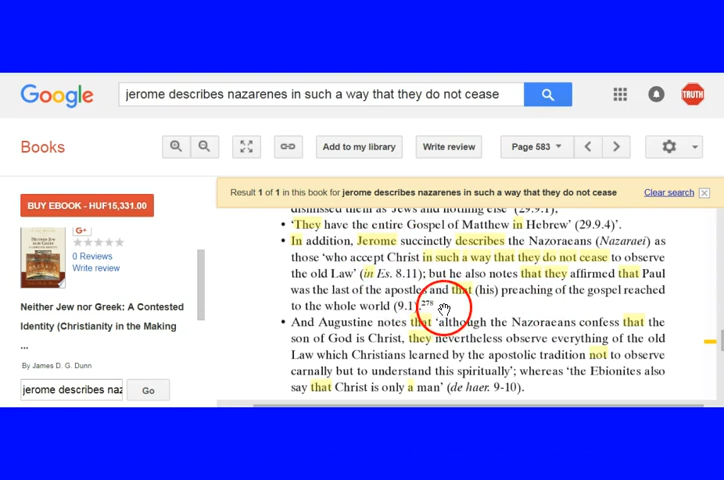 Google
jerome describes nazarenes in such a way that they do not cease
TRUTH
Books
Add to my library
Write review
Page 583
Result 1 of 1 in this book for jerome describes nazarenes in such a way that they do not cease
Clear search
BUY EBOOK - HUF15,331.00
G+
0 Reviews
Write review
Neither Jew nor Greek: A Contested
Identity (Christianity in the Making
...
By James D. G. Dunn
jerome describes naz
Go
dismissed them as 'Jews and nothing else' (29.9.1);
• 'They have the entire Gospel of Matthew in Hebrew' (29.9.4)'.
• In addition, Jerome succinctly describes the Nazoraeans (Nazaraei) as
those 'who accept Christ in such a way that they do not cease to observe
the old Law' (in Es. 8.11); but he also notes that they affirmed that Paul
was the last of the apostles and that (his) preaching of the gospel reached
to the whole world (9.1).278
• And Augustine notes that 'although the Nazoraeans confess that the
son of God is Christ, they nevertheless observe everything of the old
Law which Christians learned by the apostolic tradition not to observe
carnally but to understand this spiritually'; whereas 'the Ebionites also
say that Christ is only a man' (de haer. 9-10).